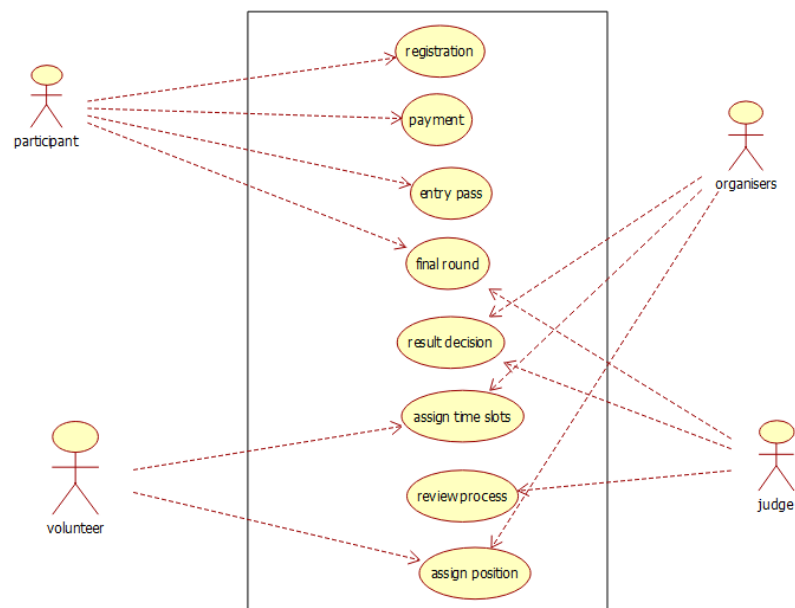 registration
participant
payment
organisers
entry pass
final round
result decision
assign time slots
review process
judge
volunteer
assign position